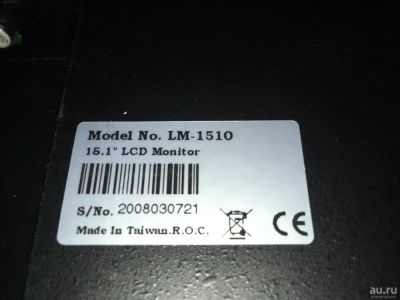 Model No. LM-1510
15.1" LCD Monitor
S/No. 2008030721
Made In Taiwan.R.O.C.
CE
au.ru